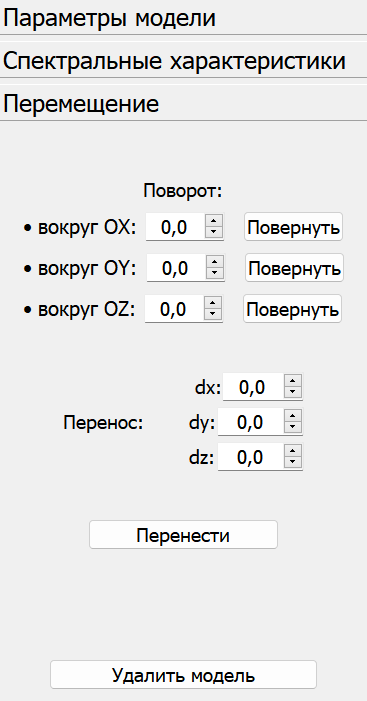 Параметры модели
Спектральные характеристики
Перемещение
Поворот:
• вокруг OX: 0,0 Повернуть
• вокруг OY: 0,0 Повернуть
• вокруг OZ: 0,0 Повернуть
dx: 0,0
Перенос: dy: 0,0
dz: 0,0
Перенести
Удалить модель